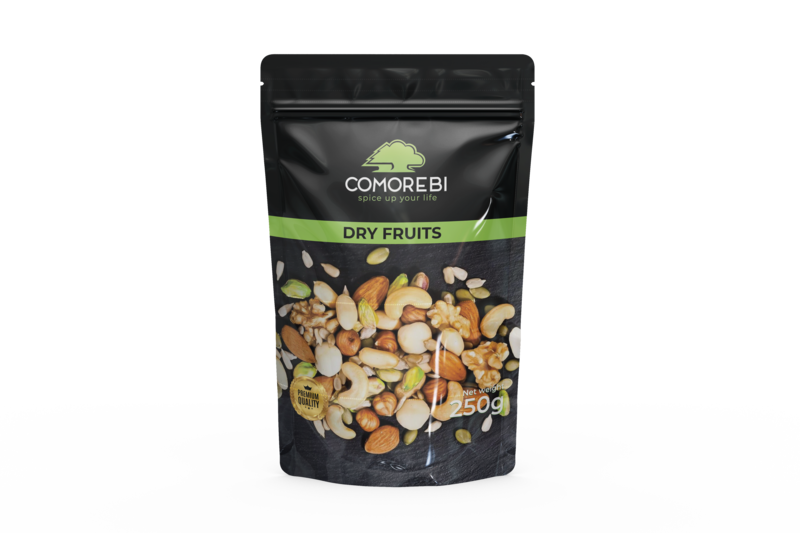 COMOREBI
spice up your life
DRY FRUITS
PREMIUM
QUALITY
Net weight
250g